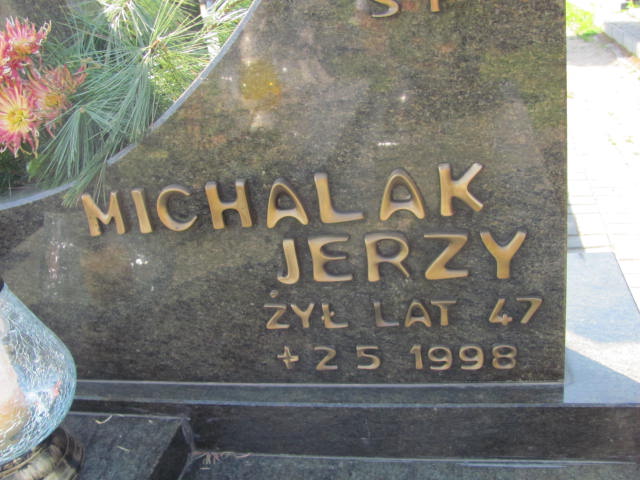 MICHALAK
JERZY
ŻYŁ LAT 47
+ 2 5 1998